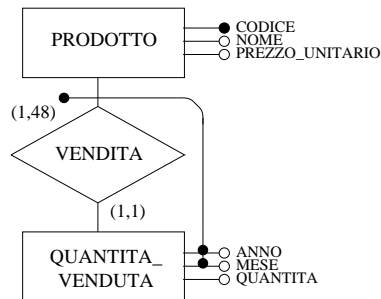 PRODOTTO
CODICE
NOME
PREZZO_UNITARIO
(1,48)
VENDITA
(1,1)
QUANTITA_
VENDUTA
ANNO
MESE
QUANTITA